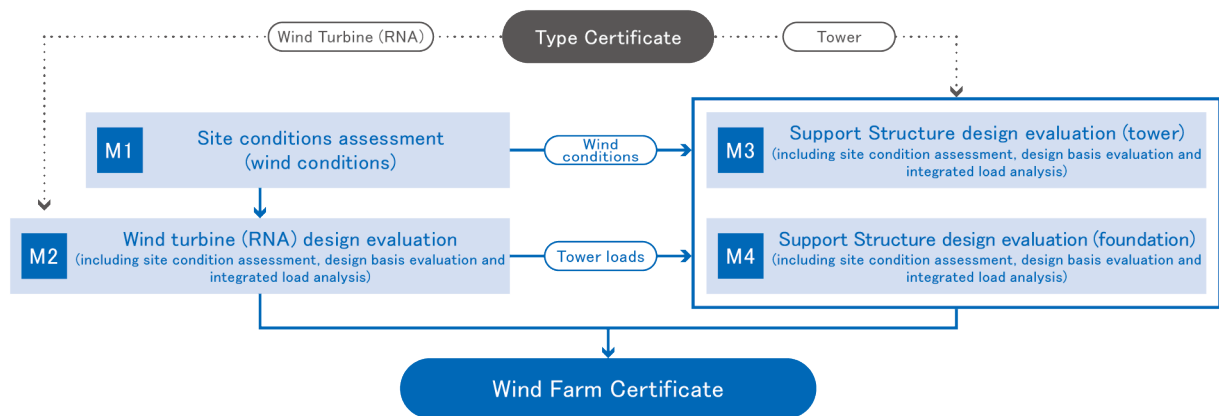 Wind Turbine (RNA)
Type Certificate
Tower
M1
Site conditions assessment
(wind conditions)
Wind
conditions
M3
Support Structure design evaluation (tower)
(including site condition assessment, design basis evaluation and
integrated load analysis)
M2
Wind turbine (RNA) design evaluation
(including site condition assessment, design basis evaluation and
integrated load analysis)
Tower loads
M4
Support Structure design evaluation (foundation)
(including site condition assessment, design basis evaluation and
integrated load analysis)
Wind Farm Certificate